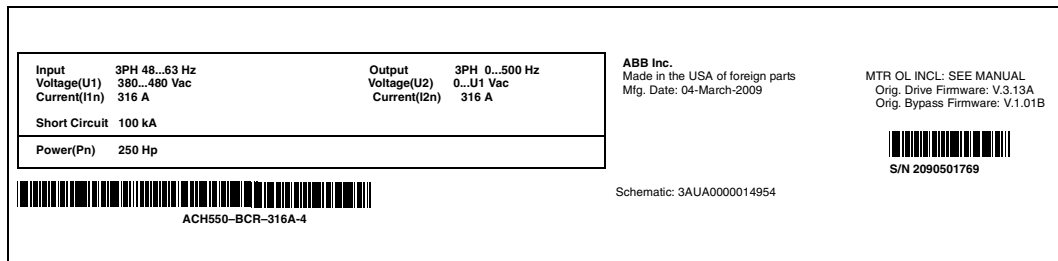 Input 3PH 48...63 Hz Output 3PH 0...500 Hz
Voltage(U1) 380...480 Vac Voltage(U2) 0...U1 Vac
Current(I1n) 316 A Current(I2n) 316 A
Short Circuit 100 kA
Power(Pn) 250 Hp
ABB Inc.
Made in the USA of foreign parts
Mfg. Date: 04-March-2009
MTR OL INCL: SEE MANUAL
Orig. Drive Firmware: V.3.13A
Orig. Bypass Firmware: V.1.01B
S/N 2090501769
Schematic: 3AUA0000014954
ACH550–BCR–316A-4